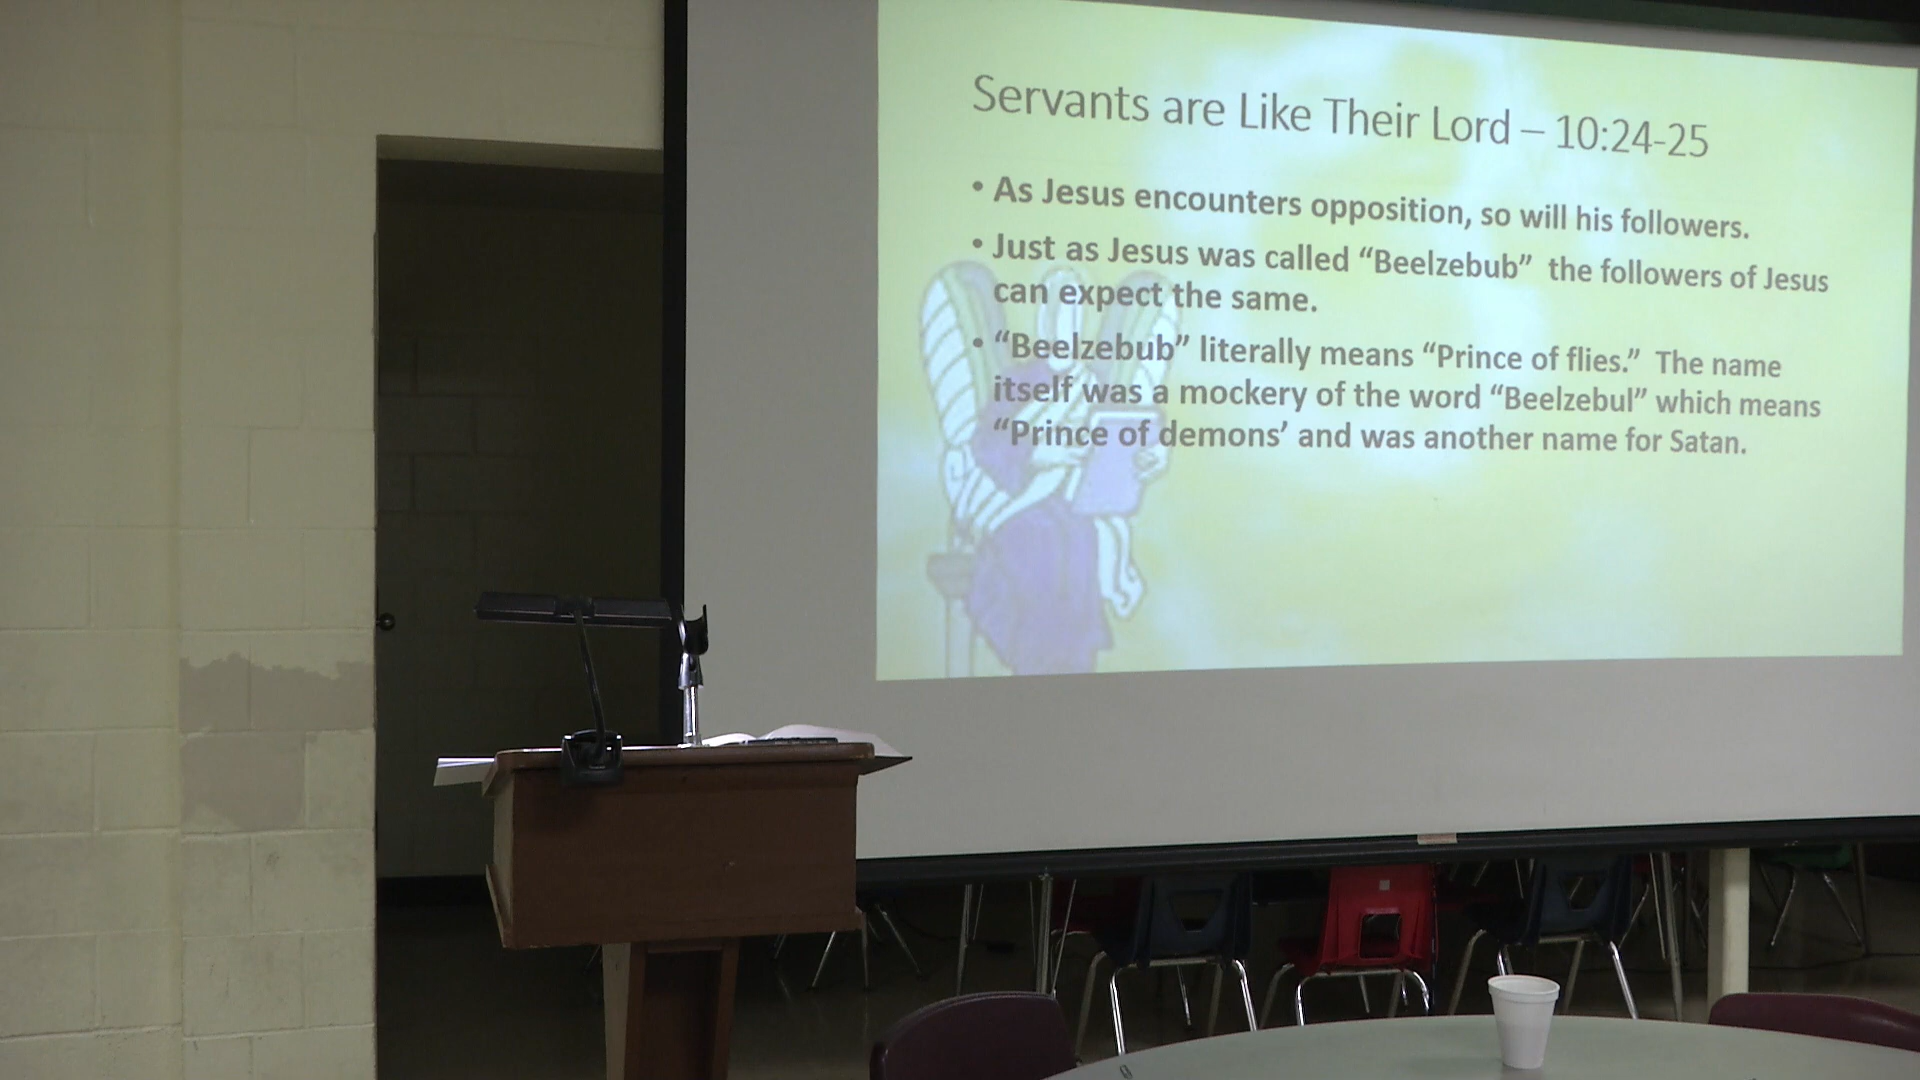 Servants are Like Their Lord – 10:24-25
• As Jesus encounters opposition, so will his followers.
• Just as Jesus was called “Beelzebub”  the followers of Jesus
can expect the same.
• “Beelzebub” literally means “Prince of flies.”  The name
itself was a mockery of the word “Beelzebul” which means
“Prince of demons’ and was another name for Satan.